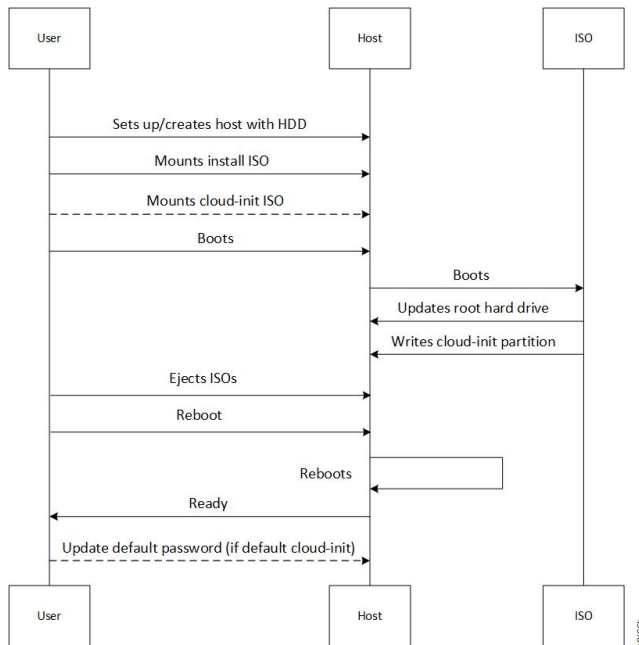 User
Host
ISO
Sets up/creates host with HDD
Mounts install ISO
Mounts cloud-init ISO
Boots
Boots
Updates root hard drive
Writes cloud-init partition
Ejects ISOs
Reboot
Reboots
Ready
Update default password (if default cloud-init)
User
Host
ISO